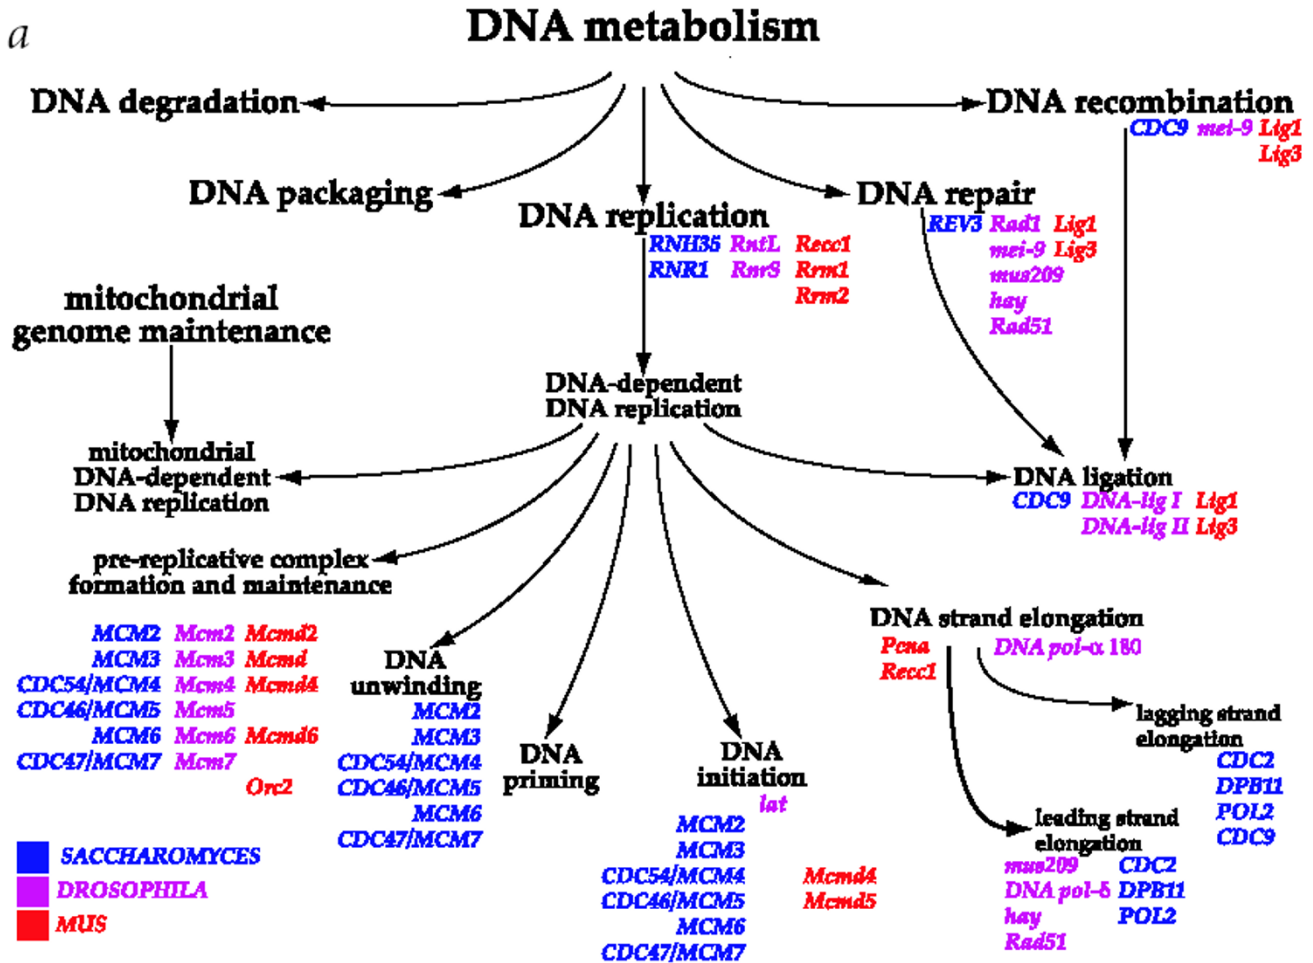 a
DNA metabolism
DNA degradation
DNA recombination
CDC9 mei-9 Lig1
Lig3
DNA packaging
DNA repair
REV3 Rad1 Lig1
mei-9 Lig3
mus209
hay
Rad51
DNA replication
RNH35 RnrL Recc1
RNR1 RnrS Rrm1
Rrm2
mitochondrial
genome maintenance
DNA-dependent
DNA replication
mitochondrial
DNA-dependent
DNA replication
DNA ligation
CDC9 DNA-lig I Lig1
DNA-lig II Lig3
pre-replicative complex
formation and maintenance
MCM2 Mcm2 Mcmd2
MCM3 Mcm3 Mcmd
CDC54/MCM4 Mcm4 Mcmd4
CDC46/MCM5 Mcm5
MCM6 Mcm6 Mcmd6
CDC47/MCM7 Mcm7
Orc2
DNA
unwinding
MCM2
MCM3
CDC54/MCM4
CDC46/MCM5
MCM6
CDC47/MCM7
DNA
priming
DNA
initiation
lat
MCM2
MCM3
CDC54/MCM4 Mcmd4
CDC46/MCM5 Mcmd5
MCM6
CDC47/MCM7
DNA strand elongation
Pcna DNA pol-α 180
Recc1
lagging strand
elongation
CDC2
DPB11
POL2
CDC9
leading strand
elongation
mus209 CDC2
DNA pol-δ DPB11
hay POL2
Rad51
SACCHAROMYCES
DROSOPHILA
MUS